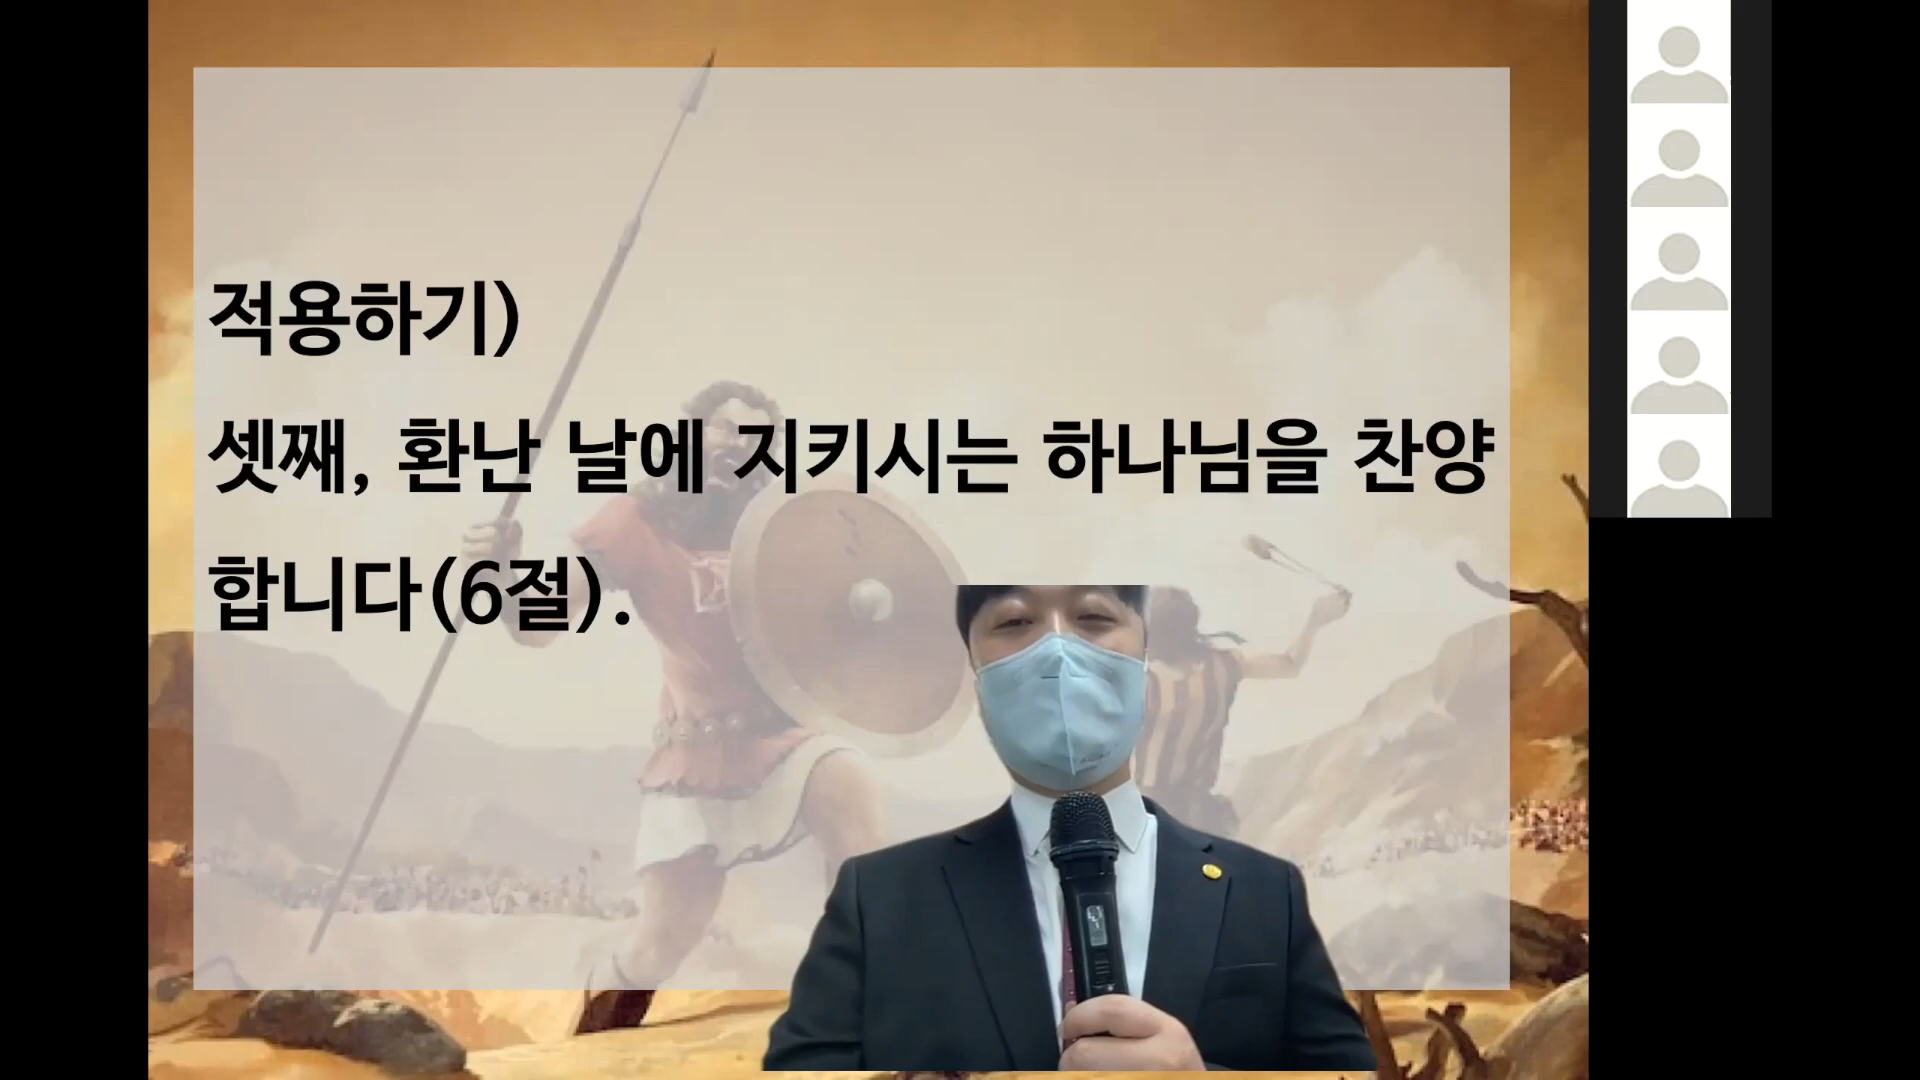 적용하기)
셋째, 환난 날에 지키시는 하나님을 찬양
합니다(6절).